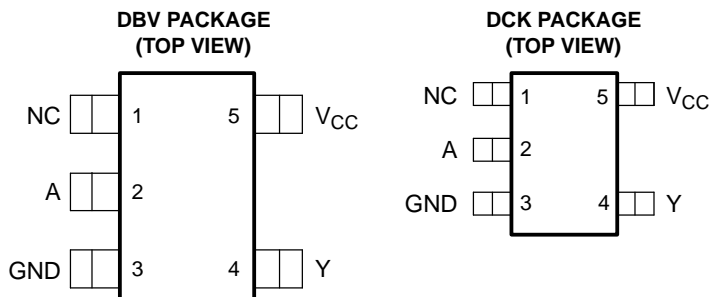 DBV PACKAGE
(TOP VIEW)
NC 1 5 VCC
A 2
GND 3 4 Y
DCK PACKAGE
(TOP VIEW)
NC 1 5 VCC
A 2
GND 3 4 Y